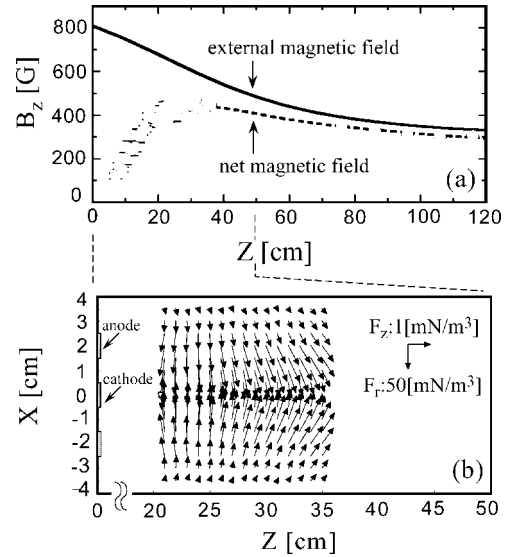 800
600
400
200
0
B_Z [G]
external magnetic field
net magnetic field
(a)
0 20 40 60 80 100 120
Z [cm]
4
3
2
1
0
-1
-2
-3
-4
X [cm]
anode
cathode
F_Z:1[mN/m³]
F_r:50[mN/m³]
(b)
0 20 25 30 35 40 45 50
Z [cm]